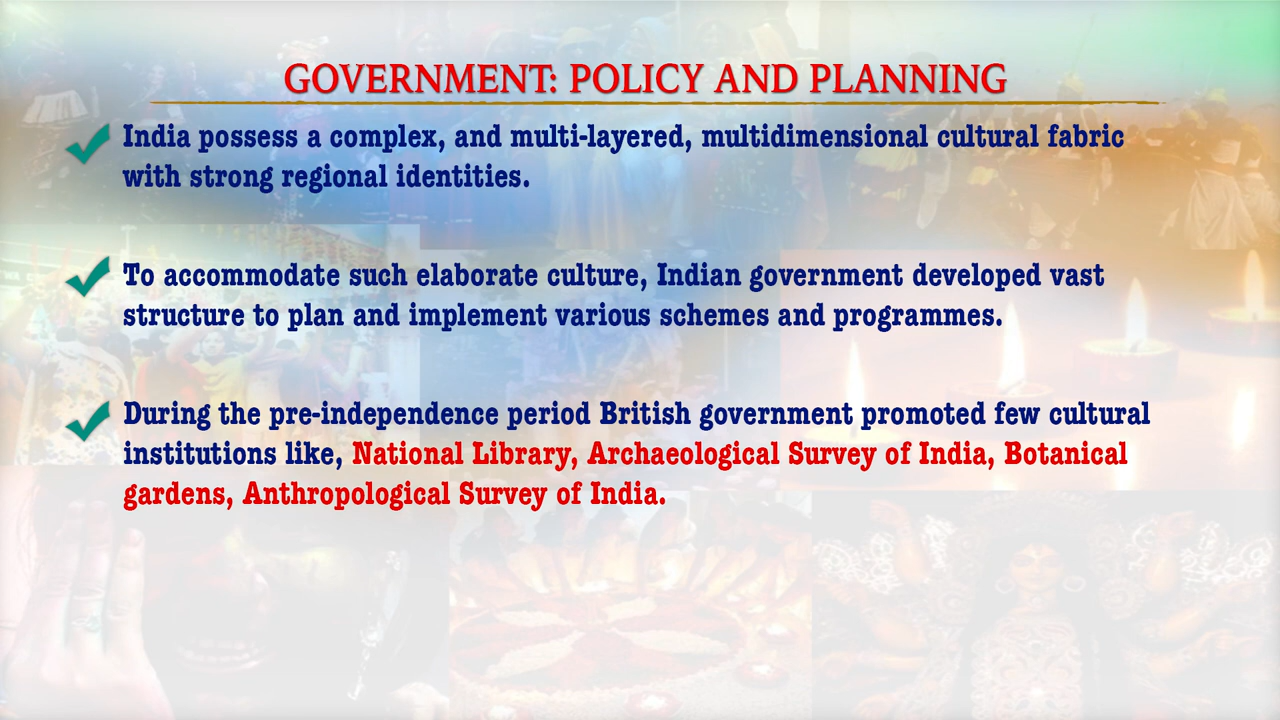 GOVERNMENT: POLICY AND PLANNING
India possess a complex, and multi-layered, multidimensional cultural fabric
with strong regional identities.
To accommodate such elaborate culture, Indian government developed vast
structure to plan and implement various schemes and programmes.
During the pre-independence period British government promoted few cultural
institutions like, National Library, Archaeological Survey of India, Botanical
gardens, Anthropological Survey of India.